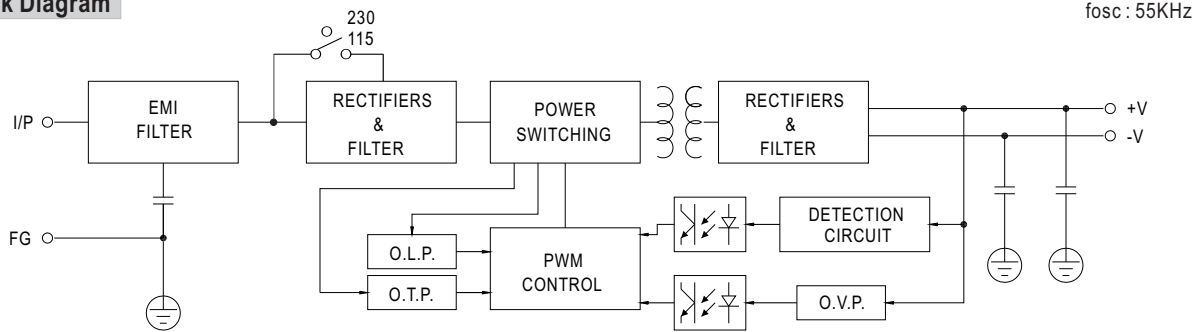 k Diagram
fosc : 55KHz
230
115
I/P
EMI
FILTER
RECTIFIERS
&
FILTER
POWER
SWITCHING
RECTIFIERS
&
FILTER
+V
-V
FG
O.L.P.
O.T.P.
PWM
CONTROL
DETECTION
CIRCUIT
O.V.P.